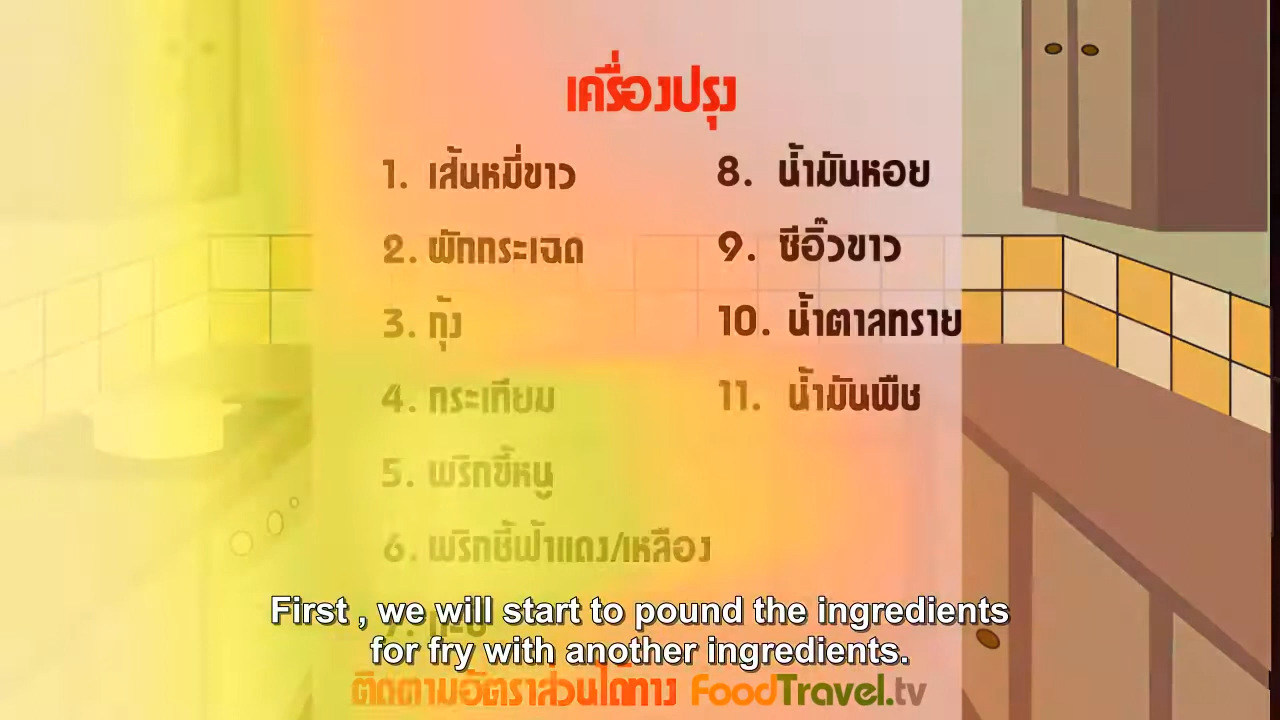 เครื่องปรุง
1. เส้นหมี่ขาว
2. ผักกระเฉด
3. กุ้ง
4. กระเทียม
5. พริกขี้หนู
6. พริกชี้ฟ้าแดง/เหลือง
7. กะปิ
8. น้ำมันหอย
9. ซีอิ๊วขาว
10. น้ำตาลทราย
11. น้ำมันพืช
First , we will start to pound the ingredients
for fry with another ingredients.
ติดตามอัตราส่วนได้ทาง FoodTravel.tv